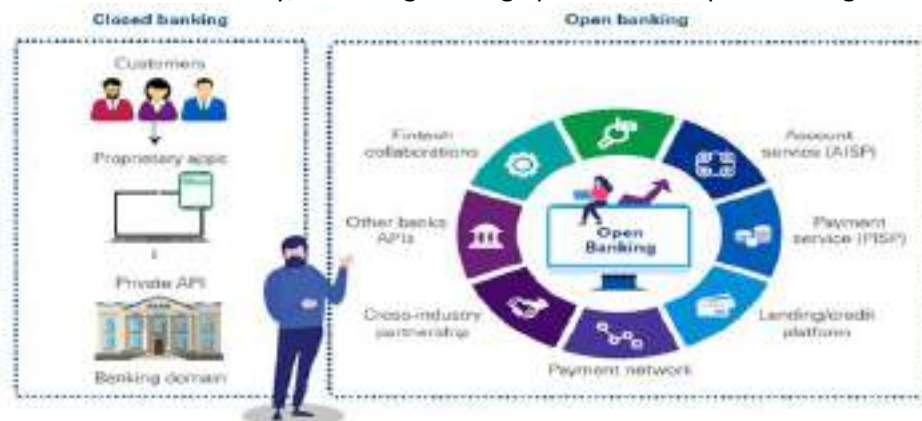 Closed banking
Customers
Proprietary apps
Private API
Banking domain
Open banking
Fintech
collaborations
Account
service (AISP)
Other banks
APIs
Open
Banking
Payment
service (PISP)
Cross-industry
partnership
Lending/credit
platform
Payment network